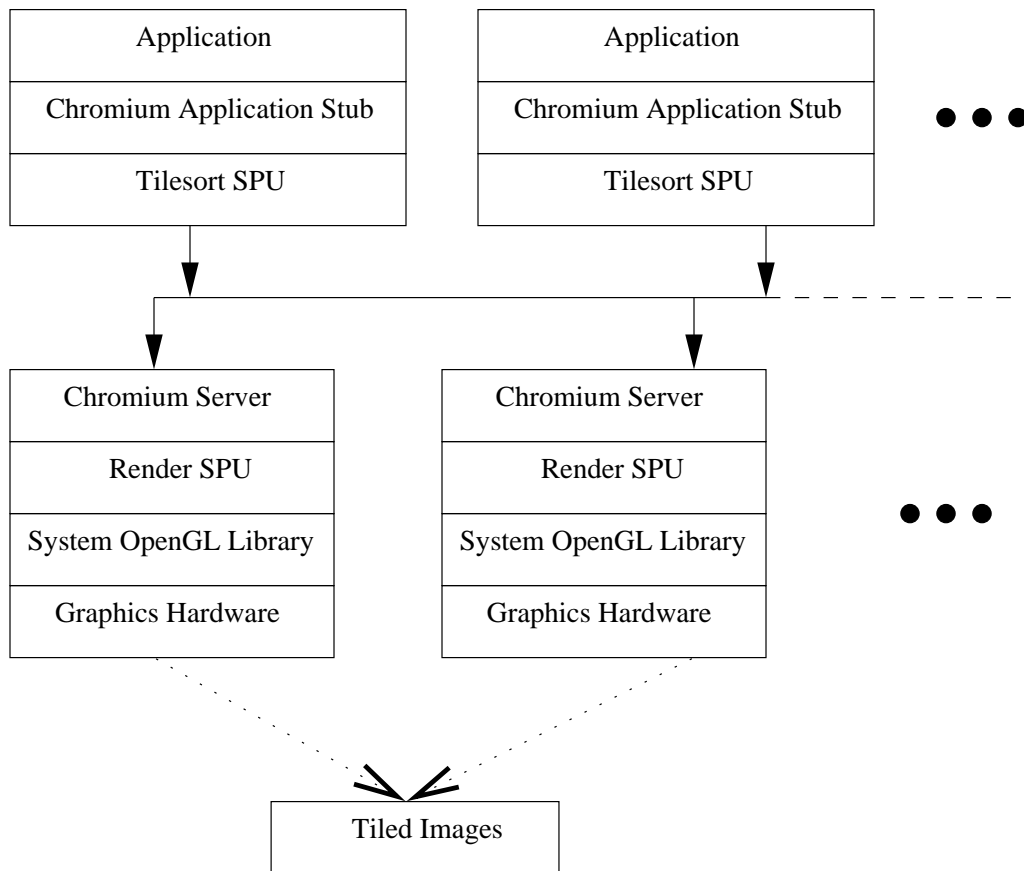 Application
Application
Chromium Application Stub
Chromium Application Stub
Tilesort SPU
Tilesort SPU
Chromium Server
Chromium Server
Render SPU
Render SPU
System OpenGL Library
System OpenGL Library
Graphics Hardware
Graphics Hardware
Tiled Images